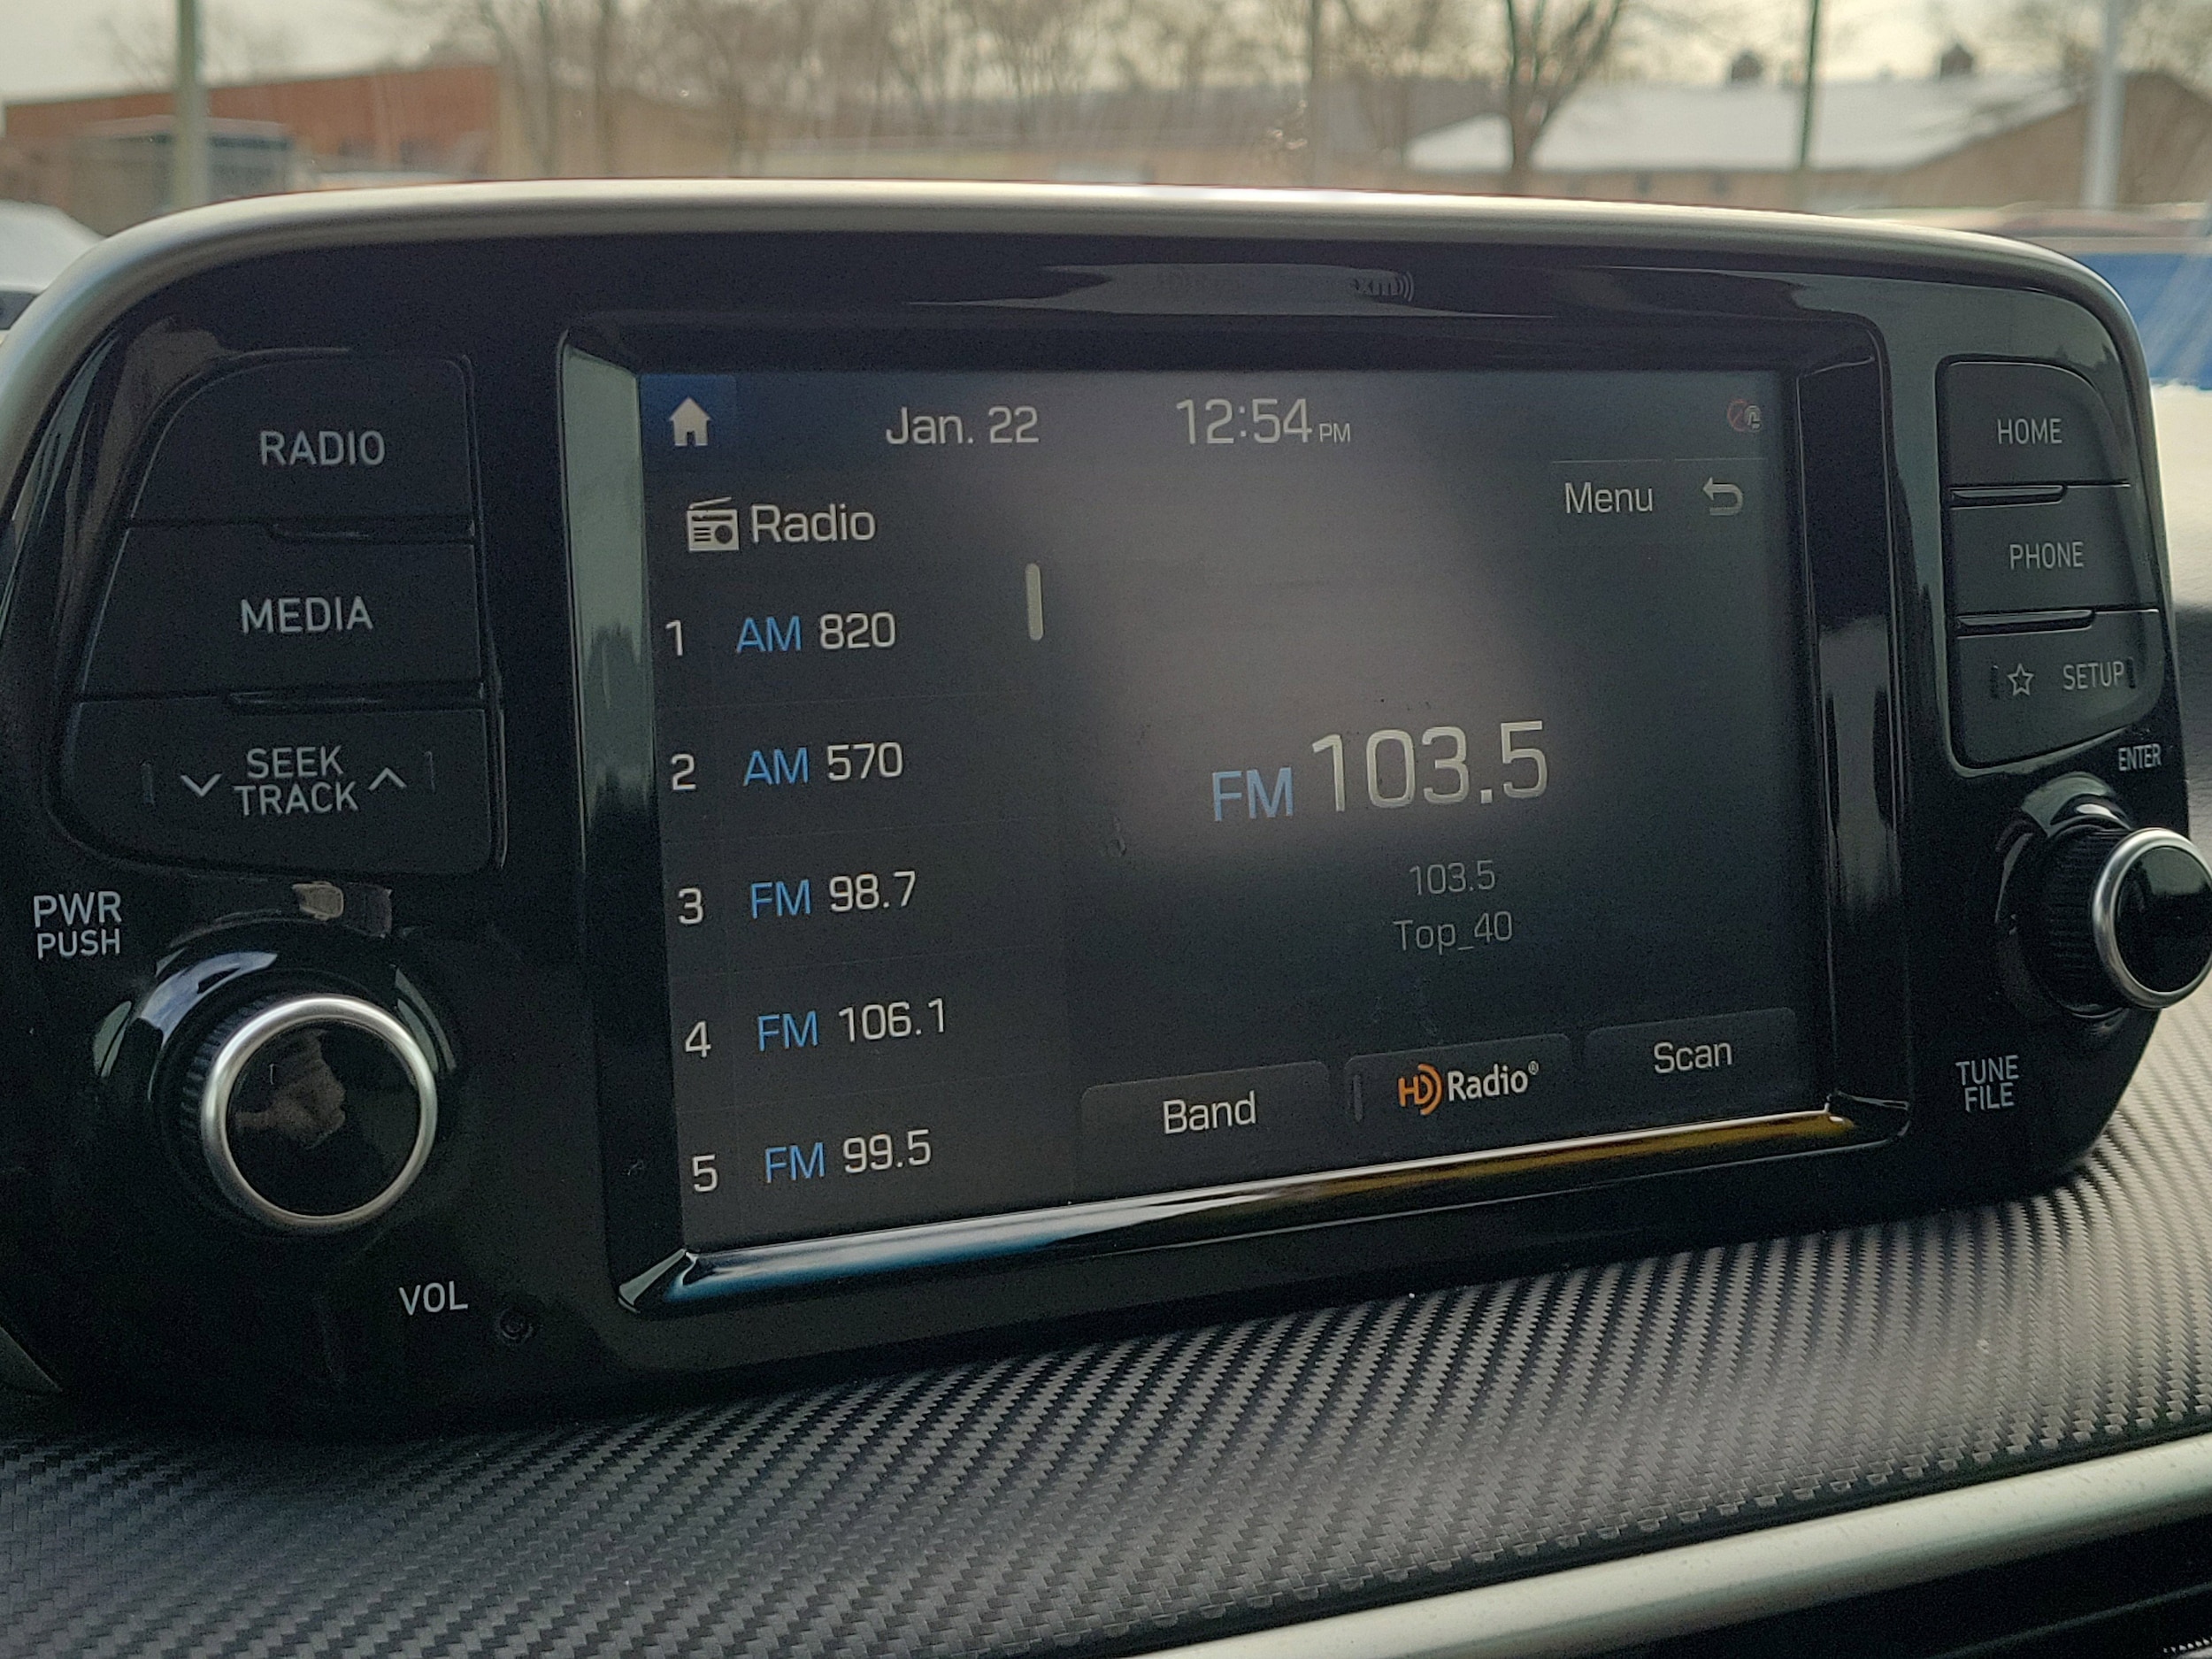 xm
RADIO
MEDIA
SEEK
TRACK
PWR
PUSH
VOL
Jan. 22 12:54 PM
Radio
Menu
1 AM 820
2 AM 570
3 FM 98.7
4 FM 106.1
5 FM 99.5
FM 103.5
103.5
Top_40
Band
HD Radio®
Scan
HOME
PHONE
SETUP
ENTER
TUNE
FILE